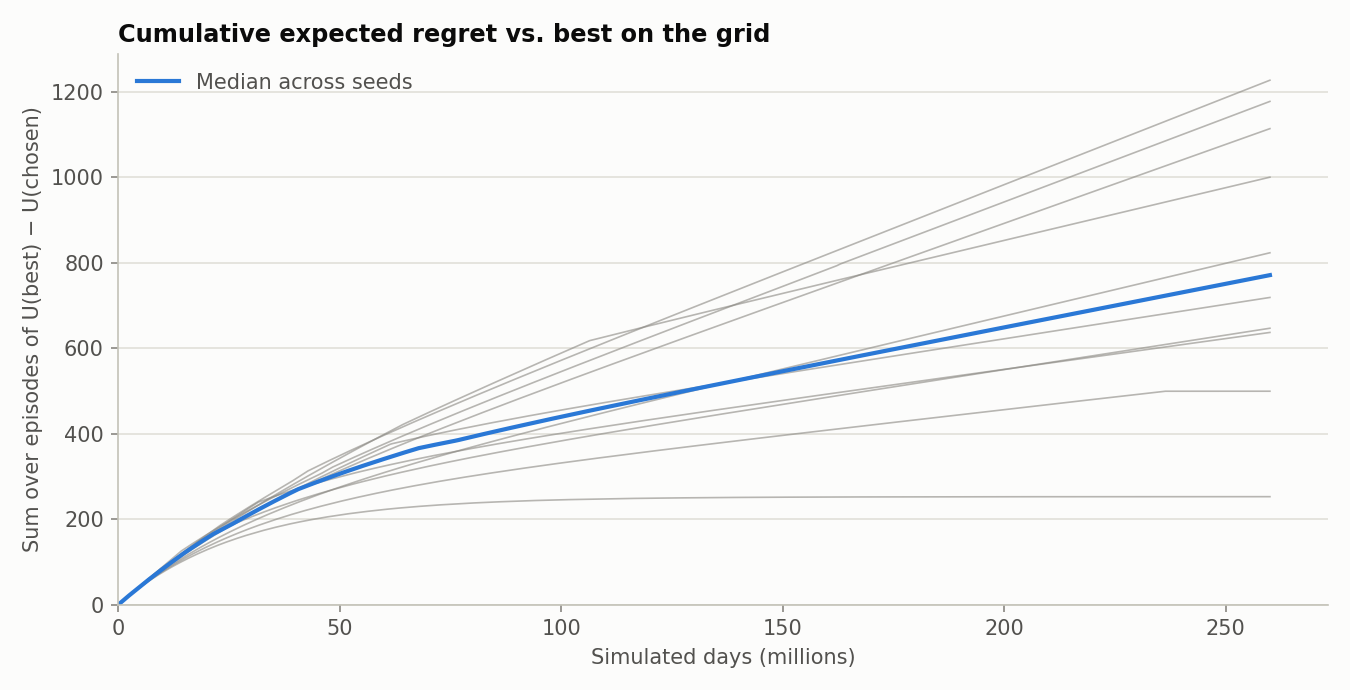 Cumulative expected regret vs. best on the grid
Median across seeds
Sum over episodes of U(best) − U(chosen)
1200
1000
800
600
400
200
0
0 50 100 150 200 250
Simulated days (millions)